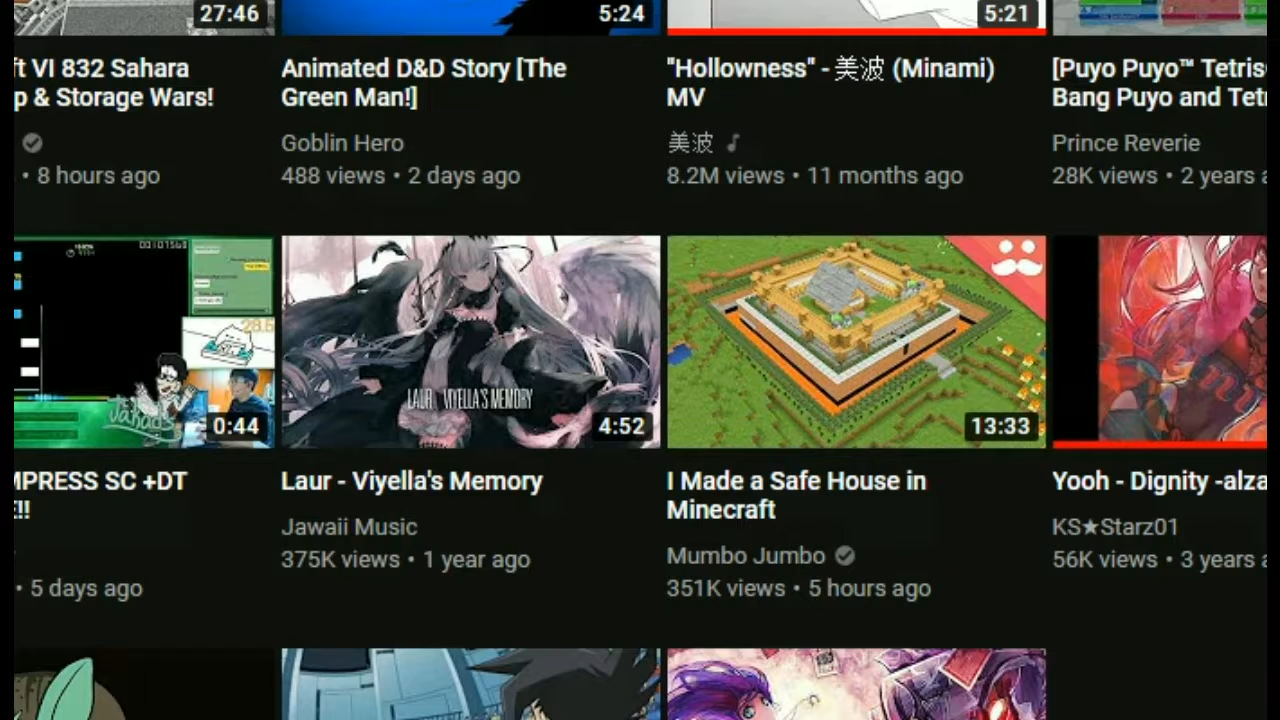 27:46
5:24
5:21
ft VI 832 Sahara
p & Storage Wars!
• 8 hours ago
Animated D&D Story [The
Green Man!]
Goblin Hero
488 views • 2 days ago
"Hollowness" - 美波 (Minami)
MV
美波
8.2M views • 11 months ago
[Puyo Puyo™ Tetris
Bang Puyo and Tet
Prince Reverie
28K views • 2 years a
28.5
Jakads
0:44
LAUR VIYELLA'S MEMORY
4:52
13:33
MPRESS SC +DT
E!!
• 5 days ago
Laur - Viyella's Memory
Jawaii Music
375K views • 1 year ago
I Made a Safe House in
Minecraft
Mumbo Jumbo
351K views • 5 hours ago
Yooh - Dignity -alza
KS★Starz01
56K views • 3 years a